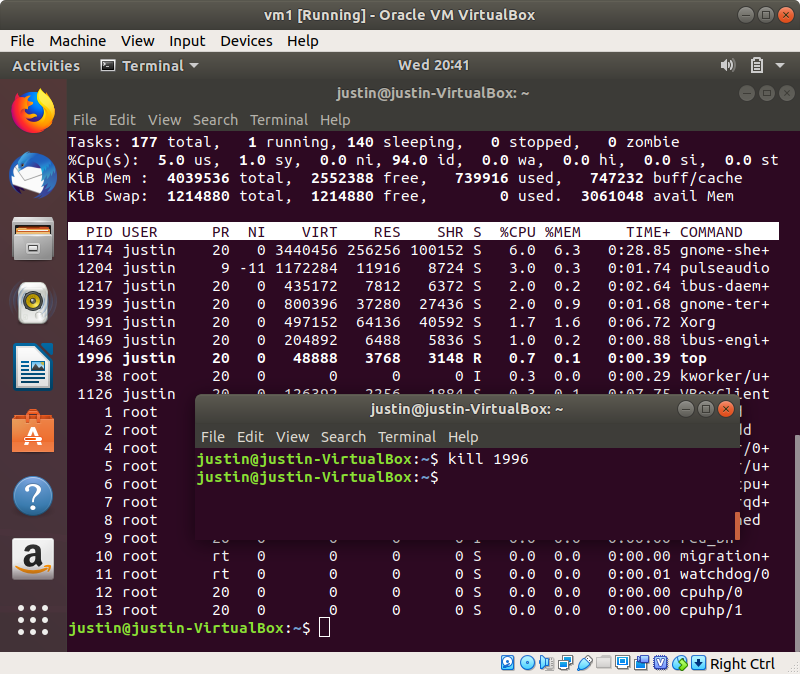 vm1 [Running] - Oracle VM VirtualBox
File Machine View Input Devices Help
Activities Terminal Wed 20:41
justin@justin-VirtualBox: ~
File Edit View Search Terminal Help
Tasks: 177 total, 1 running, 140 sleeping, 0 stopped, 0 zombie
%Cpu(s): 5.0 us, 1.0 sy, 0.0 ni, 94.0 id, 0.0 wa, 0.0 hi, 0.0 si, 0.0 st
KiB Mem : 4039536 total, 2552388 free, 739916 used, 747232 buff/cache
KiB Swap: 1214880 total, 1214880 free, 0 used. 3061048 avail Mem
PID USER PR NI VIRT RES SHR S %CPU %MEM TIME+ COMMAND
1174 justin 20 0 3440456 256256 100152 S 6.0 6.3 0:28.85 gnome-she+
1204 justin 9 -11 1172284 11916 8724 S 3.0 0.3 0:01.74 pulseaudio
1217 justin 20 0 435172 7812 6372 S 2.0 0.2 0:02.64 ibus-daem+
1939 justin 20 0 800396 37280 27436 S 2.0 0.9 0:01.68 gnome-ter+
991 justin 20 0 497152 64136 40592 S 1.7 1.6 0:06.72 Xorg
1469 justin 20 0 204892 6488 5836 S 1.0 0.2 0:00.88 ibus-engi+
1996 justin 20 0 48888 3768 3148 R 0.7 0.1 0:00.39 top
38 root 20 0 0 0 0 I 0.3 0.0 0:00.29 kworker/u+
1126 justin 20 0 126392 2256 1884 S 0.3 0.1 0:07.75 VBoxClient
1 root
2 root
4 root /0+
5 root /u+
6 root
7 root
8 root
9 root
justin@justin-VirtualBox: ~
File Edit View Search Terminal Help
justin@justin-VirtualBox:~$ kill 1996
justin@justin-VirtualBox:~$
10 root rt 0 0 0 0 S 0.0 0.0 0:00.00 migration+
11 root rt 0 0 0 0 S 0.0 0.0 0:00.01 watchdog/0
12 root 20 0 0 0 0 S 0.0 0.0 0:00.00 cpuhp/0
13 root 20 0 0 0 0 S 0.0 0.0 0:00.00 cpuhp/1
justin@justin-VirtualBox:~$
Right Ctrl